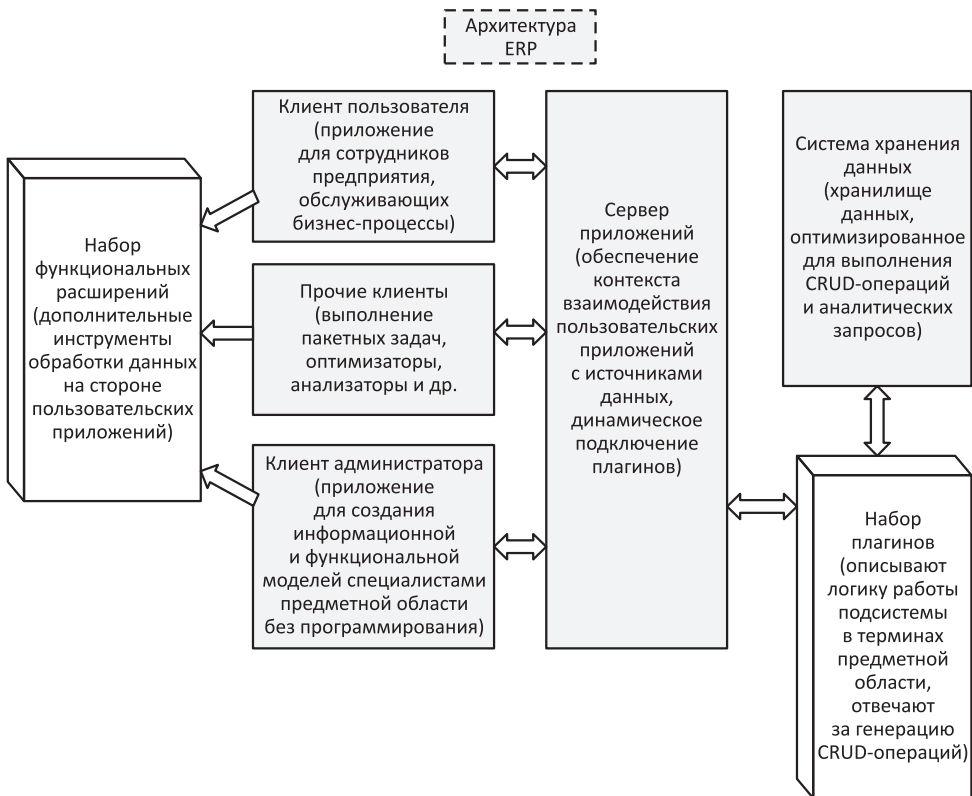 Архитектура
ERP
Клиент пользователя
(приложение
для сотрудников
предприятия,
обслуживающих
бизнес-процессы)
Набор
функциональных
расширений
(дополнительные
инструменты
обработки данных
на стороне
пользовательских
приложений)
Прочие клиенты
(выполнение
пакетных задач,
оптимизаторы,
анализаторы и др.
Клиент администратора
(приложение
для создания
информационной
и функциональной
моделей специалистами
предметной области
без программирования)
Сервер
приложений
(обеспечение
контекста
взаимодействия
пользовательских
приложений
с источниками
данных,
динамическое
подключение
плагинов)
Система хранения
данных
(хранилище
данных,
оптимизированное
для выполнения
CRUD-операций
и аналитических
запросов)
Набор
плагинов
(описывают
логику работы
подсистемы
в терминах
предметной
области,
отвечают
за генерацию
CRUD-операций)